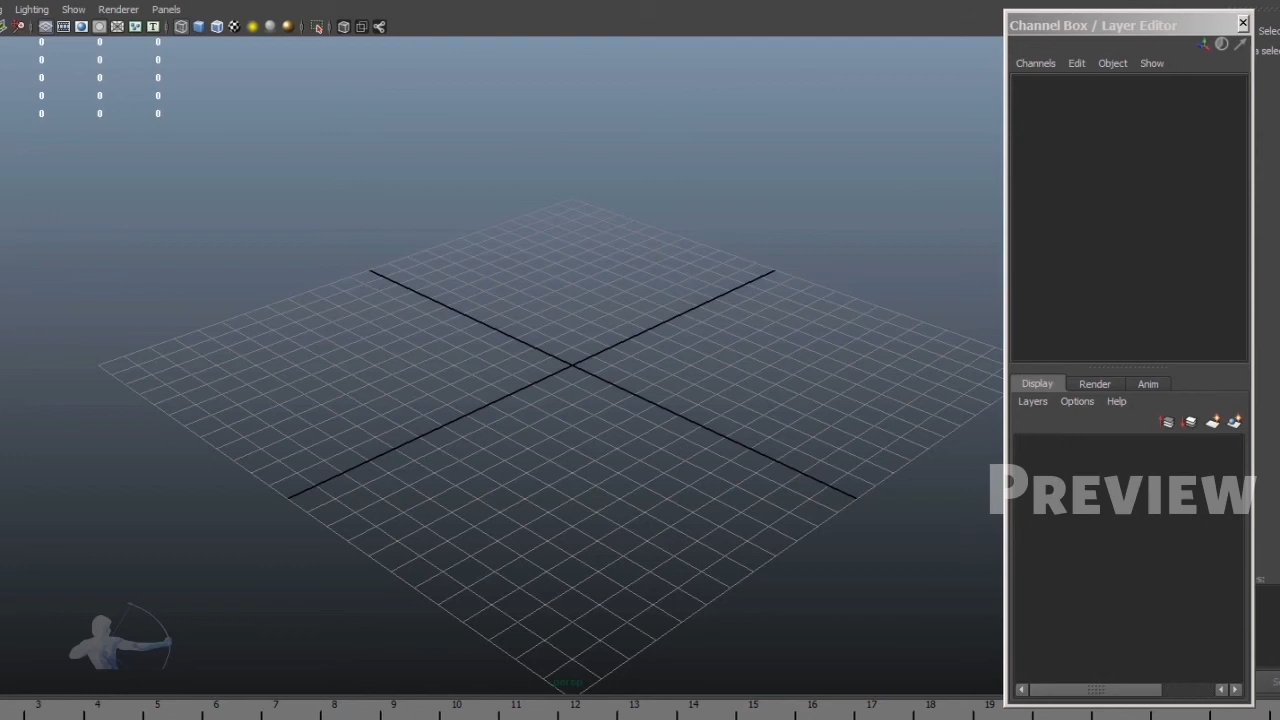 Lighting Show Renderer Panels
Channel Box / Layer Editor
Selec
0 0 0
0 0 0
0 0 0
0 0 0
0 0 0
Channels Edit Object Show
Display Render Anim
Layers Options Help
PREVIEW
persp
3 4 5 6 7 8 9 10 11 12 13 14 15 16 17 18 19